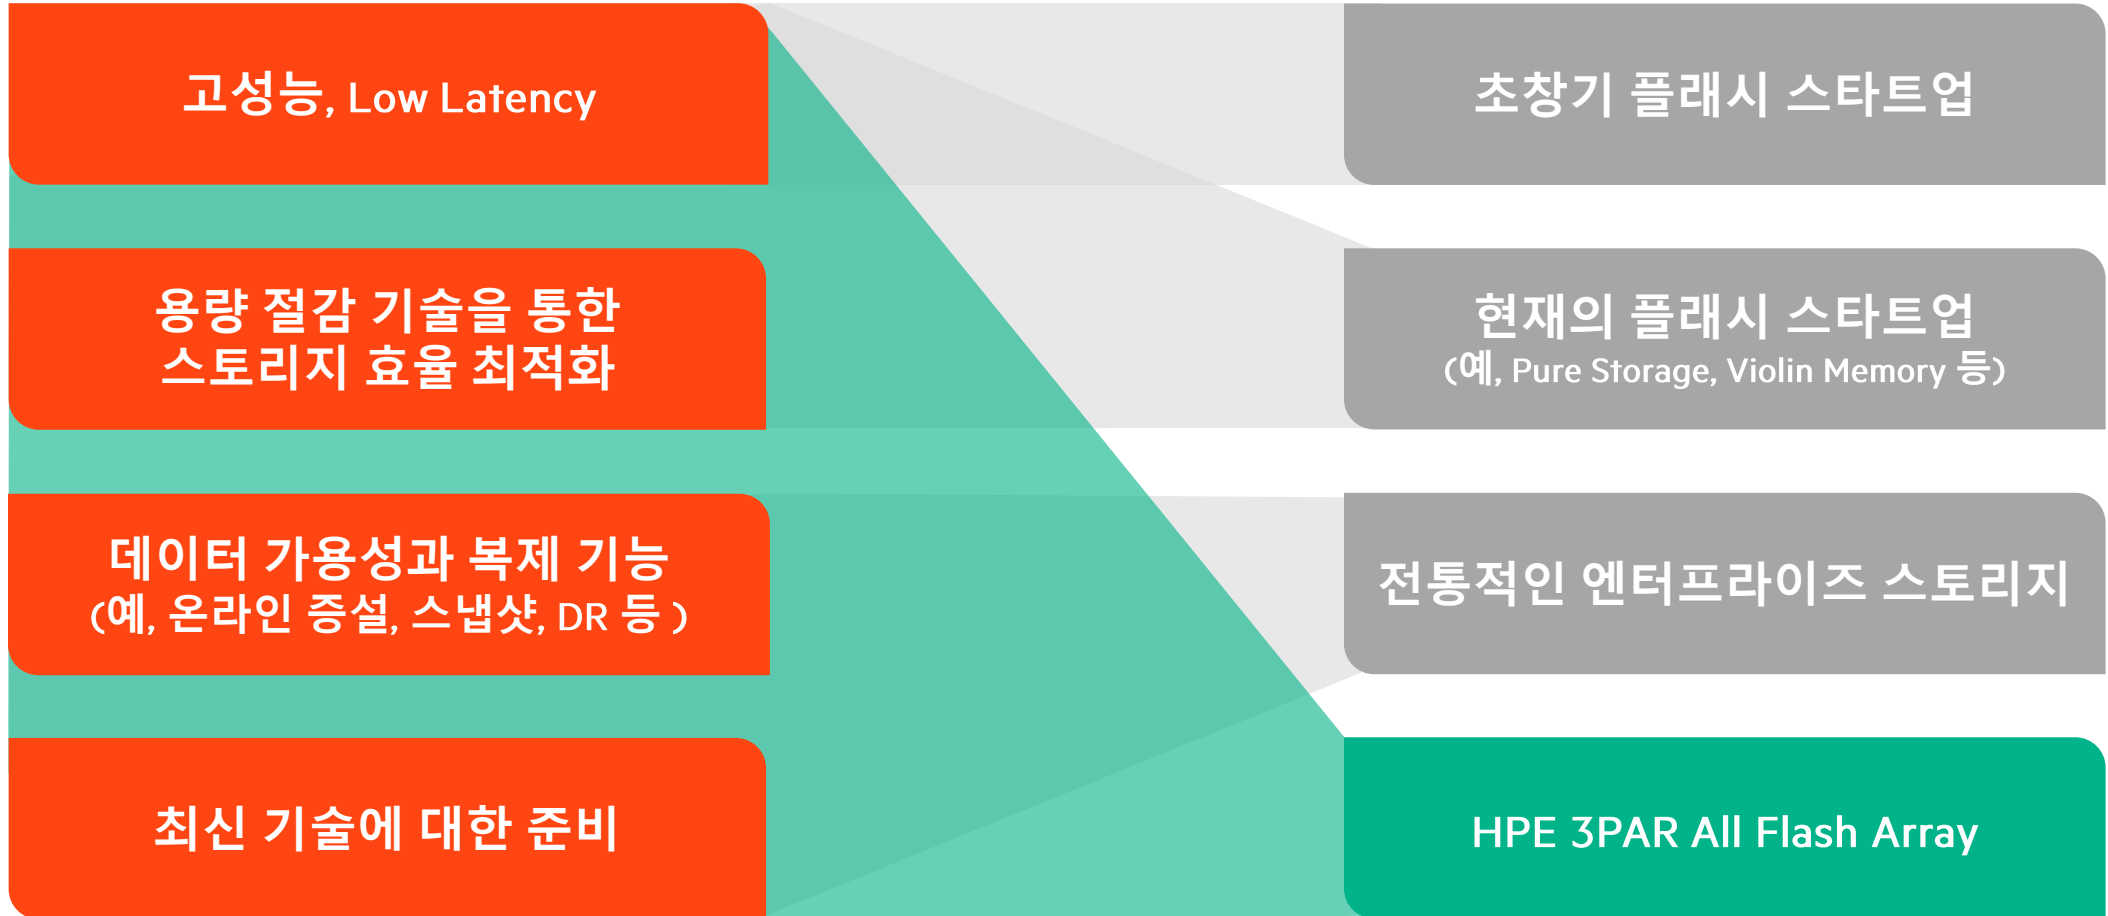 고성능, Low Latency
초창기 플래시 스타트업
용량 절감 기술을 통한
스토리지 효율 최적화
현재의 플래시 스타트업
(예, Pure Storage, Violin Memory 등)
데이터 가용성과 복제 기능
(예, 온라인 증설, 스냅샷, DR 등 )
전통적인 엔터프라이즈 스토리지
최신 기술에 대한 준비
HPE 3PAR All Flash Array